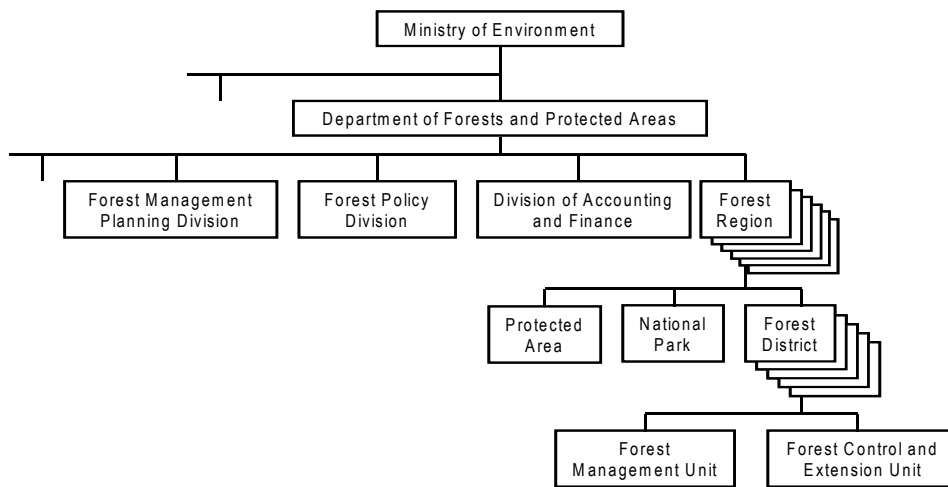 Ministry of Environment
Department of Forests and Protected Areas
Forest Management
Planning Division
Forest Policy
Division
Division of Accounting
and Finance
Forest
Region
Protected
Area
National
Park
Forest
District
Forest
Management Unit
Forest Control and
Extension Unit